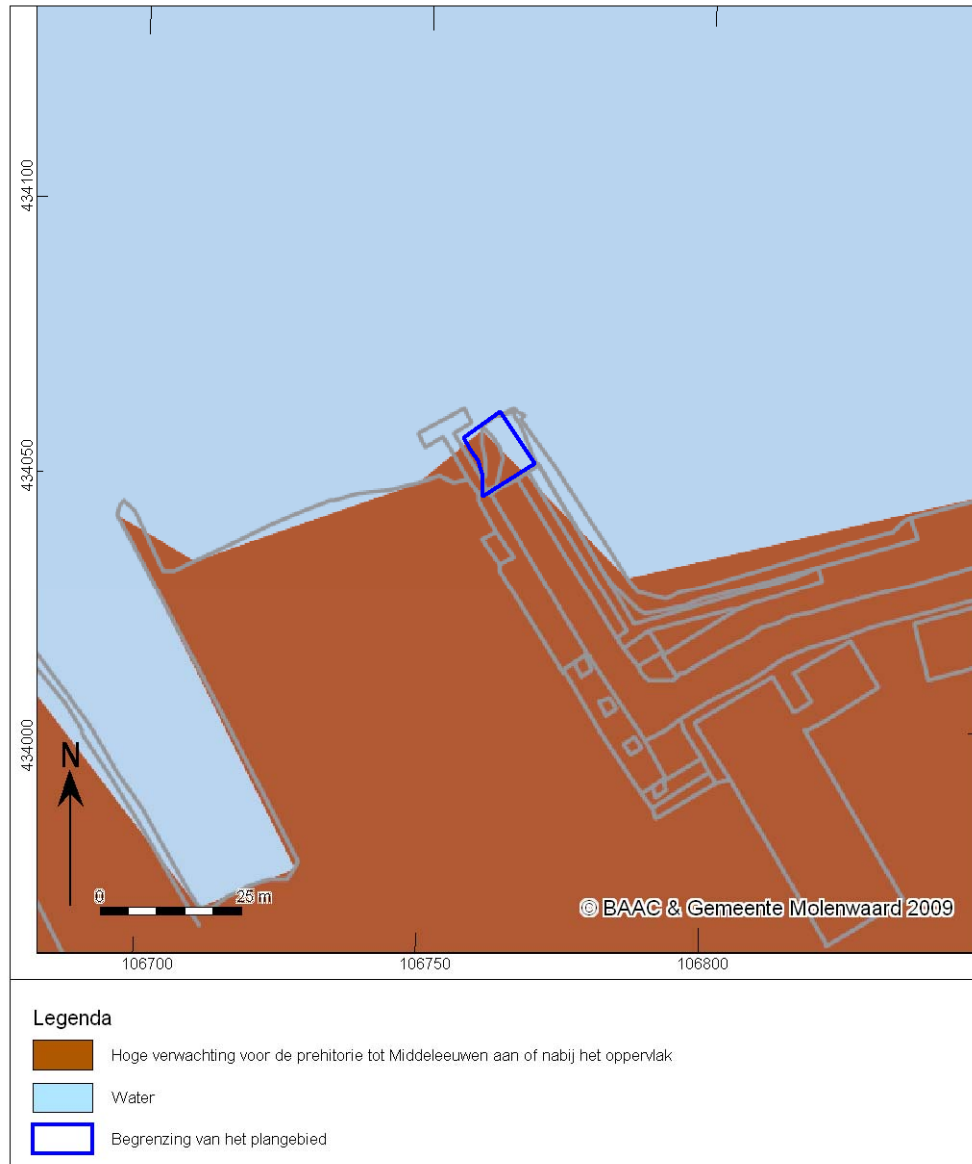 434100
434050
434000
N
0 25 m
© BAAC & Gemeente Molenwaard 2009
106700 106750 106800
Legenda
Hoge verwachting voor de prehitorie tot Middeleeuwen aan of nabij het oppervlak
Water
Begrenzing van het plangebied